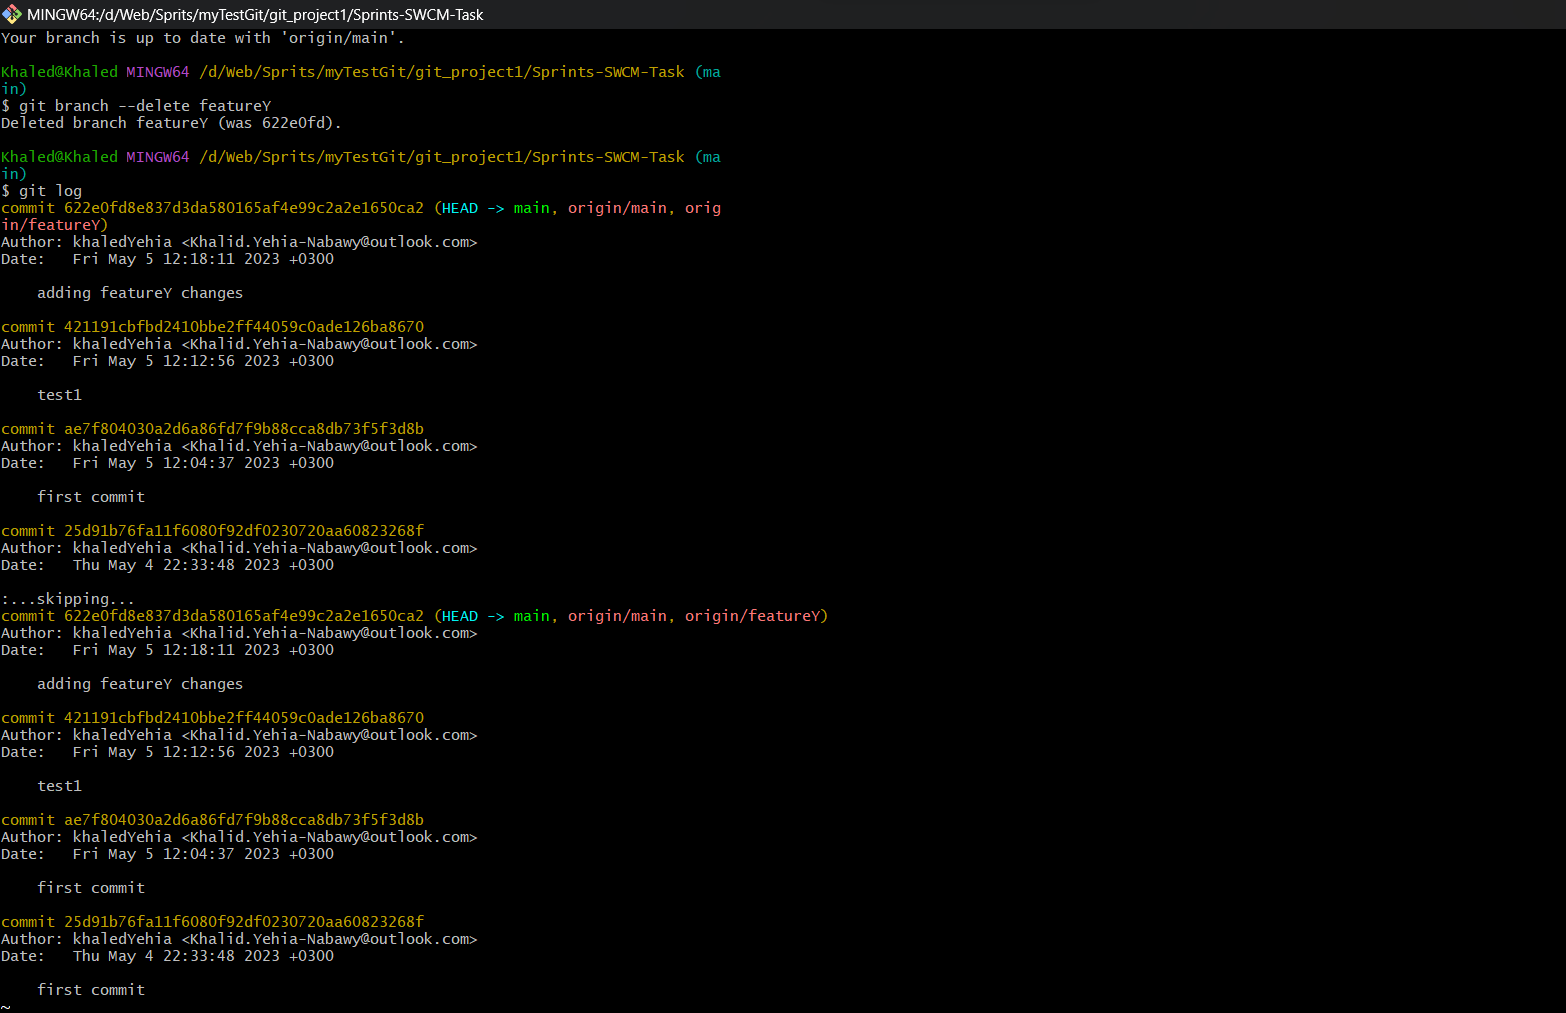 MINGW64:/d/Web/Sprits/myTestGit/git_project1/Sprints-SWCM-Task
Your branch is up to date with 'origin/main'.
Khaled@Khaled MINGW64 /d/Web/Sprits/myTestGit/git_project1/Sprints-SWCM-Task (ma
in)
$ git branch --delete featureY
Deleted branch featureY (was 622e0fd).
Khaled@Khaled MINGW64 /d/Web/Sprits/myTestGit/git_project1/Sprints-SWCM-Task (ma
in)
$ git log
commit 622e0fd8e837d3da580165af4e99c2a2e1650ca2 (HEAD -> main, origin/main, orig
in/featureY)
Author: khaledYehia <Khalid.Yehia-Nabawy@outlook.com>
Date:   Fri May 5 12:18:11 2023 +0300
    adding featureY changes
commit 421191cbfbd2410bbe2ff44059c0ade126ba8670
Author: khaledYehia <Khalid.Yehia-Nabawy@outlook.com>
Date:   Fri May 5 12:12:56 2023 +0300
    test1
commit ae7f804030a2d6a86fd7f9b88cca8db73f5f3d8b
Author: khaledYehia <Khalid.Yehia-Nabawy@outlook.com>
Date:   Fri May 5 12:04:37 2023 +0300
    first commit
commit 25d91b76fa11f6080f92df0230720aa60823268f
Author: khaledYehia <Khalid.Yehia-Nabawy@outlook.com>
Date:   Thu May 4 22:33:48 2023 +0300
:...skipping...
commit 622e0fd8e837d3da580165af4e99c2a2e1650ca2 (HEAD -> main, origin/main, origin/featureY)
Author: khaledYehia <Khalid.Yehia-Nabawy@outlook.com>
Date:   Fri May 5 12:18:11 2023 +0300
    adding featureY changes
commit 421191cbfbd2410bbe2ff44059c0ade126ba8670
Author: khaledYehia <Khalid.Yehia-Nabawy@outlook.com>
Date:   Fri May 5 12:12:56 2023 +0300
    test1
commit ae7f804030a2d6a86fd7f9b88cca8db73f5f3d8b
Author: khaledYehia <Khalid.Yehia-Nabawy@outlook.com>
Date:   Fri May 5 12:04:37 2023 +0300
    first commit
commit 25d91b76fa11f6080f92df0230720aa60823268f
Author: khaledYehia <Khalid.Yehia-Nabawy@outlook.com>
Date:   Thu May 4 22:33:48 2023 +0300
    first commit
~